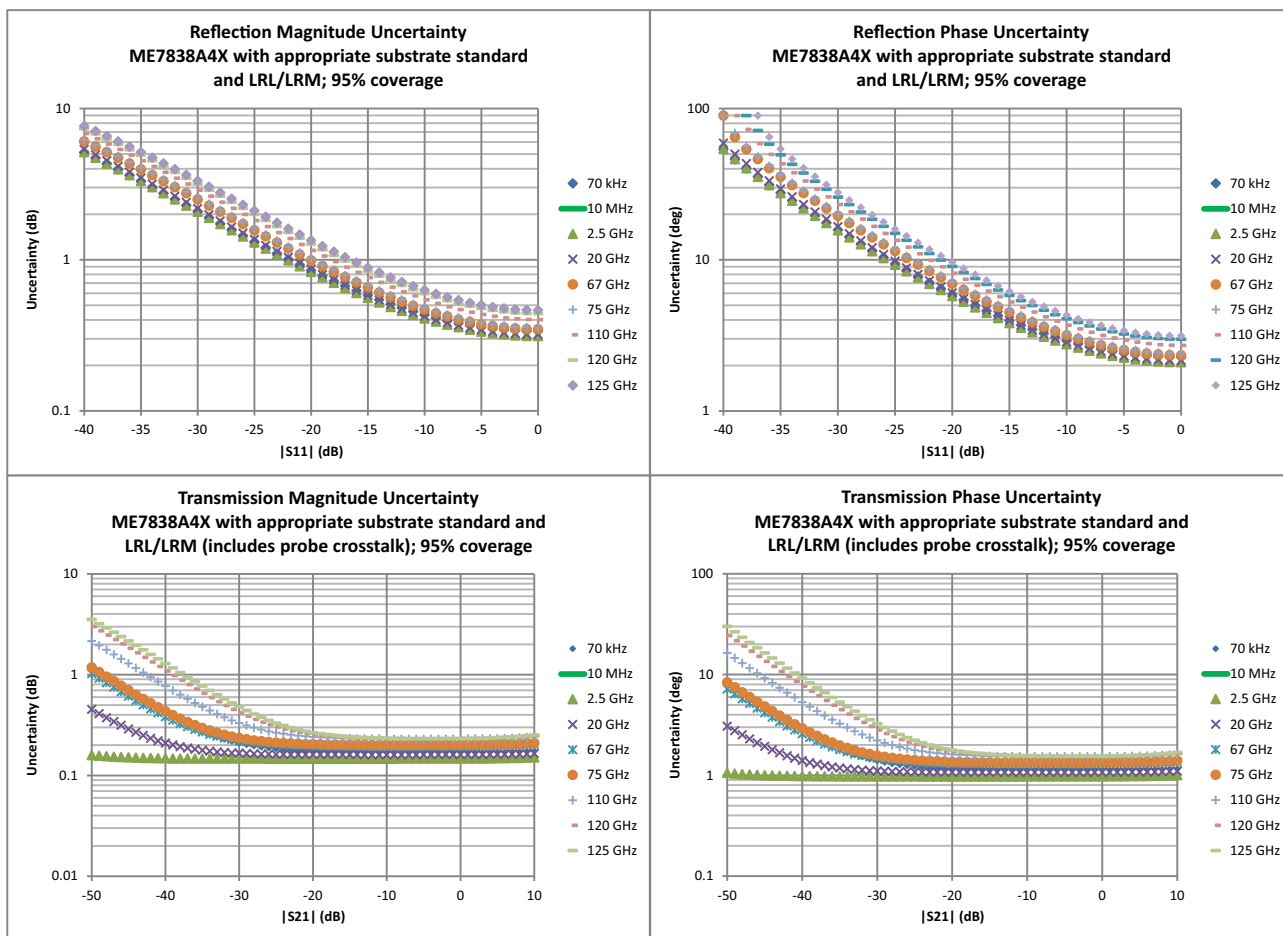 Reflection Magnitude Uncertainty
ME7838A4X with appropriate substrate standard
and LRL/LRM; 95% coverage
10
1
0.1
Uncertainty (dB)
-40 -35 -30 -25 -20 -15 -10 -5 0
|S11| (dB)
70 kHz
10 MHz
2.5 GHz
20 GHz
67 GHz
75 GHz
110 GHz
120 GHz
125 GHz
Reflection Phase Uncertainty
ME7838A4X with appropriate substrate standard
and LRL/LRM; 95% coverage
100
10
1
Uncertainty (deg)
-40 -35 -30 -25 -20 -15 -10 -5 0
|S11| (dB)
70 kHz
10 MHz
2.5 GHz
20 GHz
67 GHz
75 GHz
110 GHz
120 GHz
125 GHz
Transmission Magnitude Uncertainty
ME7838A4X with appropriate substrate standard and
LRL/LRM (includes probe crosstalk); 95% coverage
10
1
0.1
0.01
Uncertainty (dB)
-50 -40 -30 -20 -10 0 10
|S21| (dB)
70 kHz
10 MHz
2.5 GHz
20 GHz
67 GHz
75 GHz
110 GHz
120 GHz
125 GHz
Transmission Phase Uncertainty
ME7838A4X with appropriate substrate standard and
LRL/LRM (includes probe crosstalk); 95% coverage
100
10
1
0.1
Uncertainty (deg)
-50 -40 -30 -20 -10 0 10
|S21| (dB)
70 kHz
10 MHz
2.5 GHz
20 GHz
67 GHz
75 GHz
110 GHz
120 GHz
125 GHz